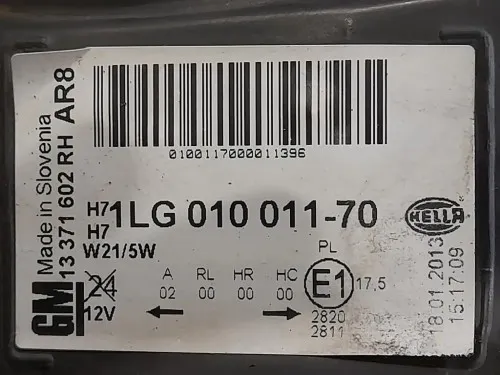 GM
Made in Slovenia
13 371 602 RH AR8
0100117000011396
H7
H7
1LG 010 011-70
HELLA
W21/5W
PL
24
12V
A RL HR HC
02 00 00 00
E1
17,5
2820
2811
18.01.2013
15:17:09